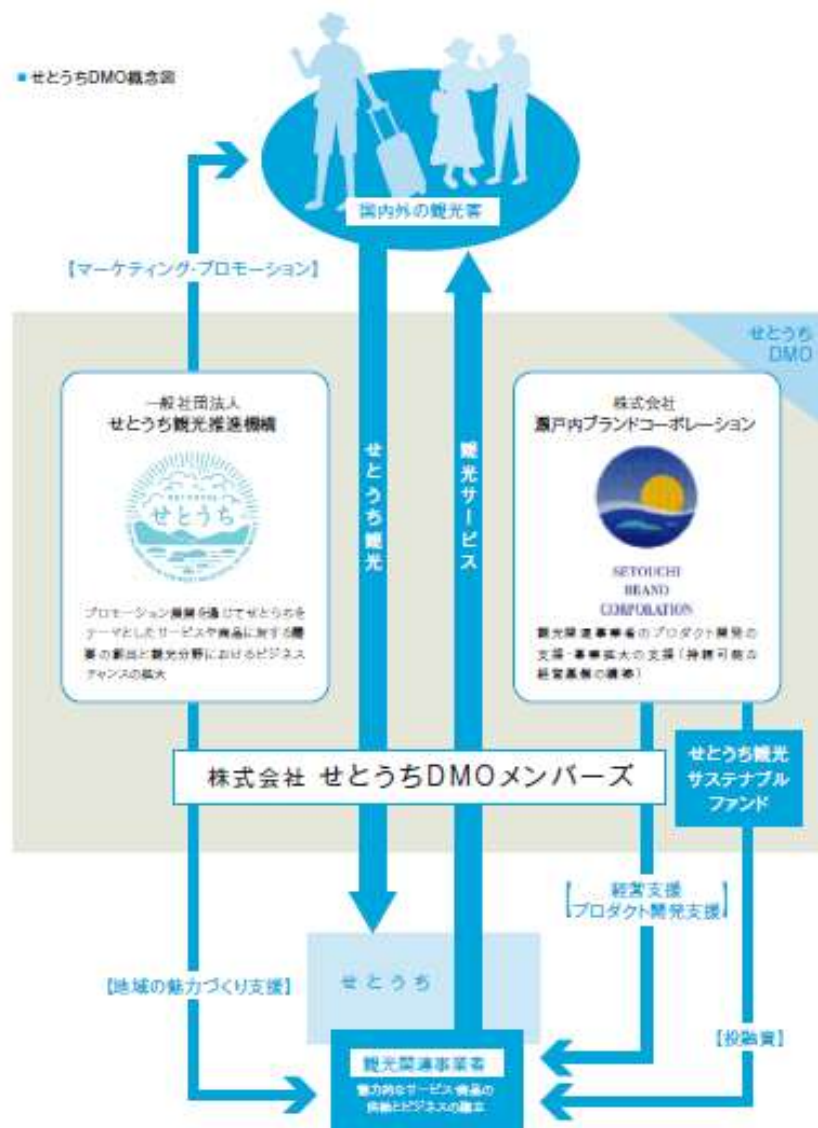 ■ せとうちDMO概念図
国内外の観光客
【マーケティング・プロモーション】
せとうち
DMO
一般社団法人
せとうち観光推進機構
せとうち
プロモーション展開を通じてせとうちを
テーマとしたサービスや商品に対する需
要の創出と観光分野におけるビジネス
チャンスの拡大
せとうち観光
観光サービス
株式会社
瀬戸内ブランドコーポレーション
SETOUCHI
BRAND
CORPORATION
観光関連事業者のプロダクト開発の
支援・事業拡大の支援(持続可能な
経営基盤の構築)
株式会社 せとうちDMOメンバーズ
せとうち観光
サステナブル
ファンド
【経営支援
プロダクト開発支援】
せとうち
【地域の魅力づくり支援】
【投融資】
観光関連事業者
魅力的なサービス・商品の
供給とビジネスの確立